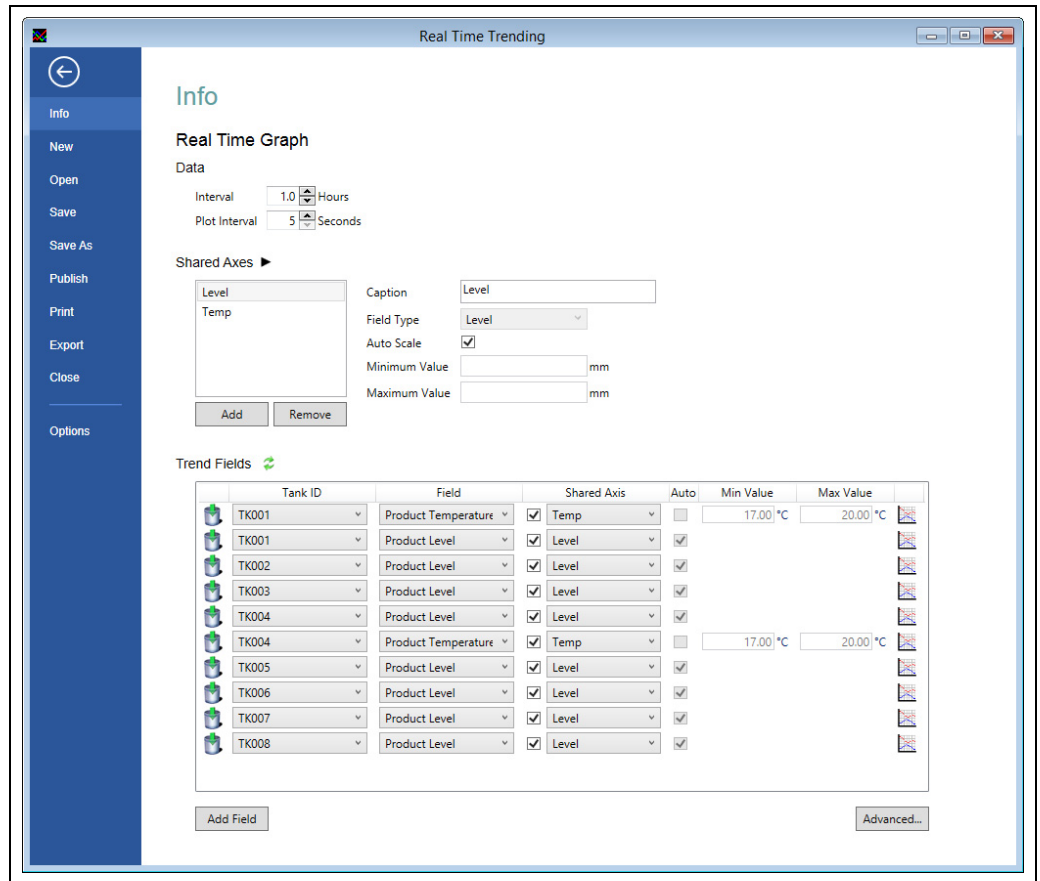 Real Time Trending
Info
Info
New
Open
Save
Save As
Publish
Print
Export
Close
Options
Real Time Graph
Data
Interval 1.0 Hours
Plot Interval 5 Seconds
Shared Axes
Level
Temp
Add Remove
Caption Level
Field Type Level
Auto Scale
Minimum Value mm
Maximum Value mm
Trend Fields
Tank ID Field Shared Axis Auto Min Value Max Value
TK001 Product Temperature Temp 17.00 °C 20.00 °C
TK001 Product Level Level
TK002 Product Level Level
TK003 Product Level Level
TK004 Product Level Level
TK004 Product Temperature Temp 17.00 °C 20.00 °C
TK005 Product Level Level
TK006 Product Level Level
TK007 Product Level Level
TK008 Product Level Level
Add Field Advanced...